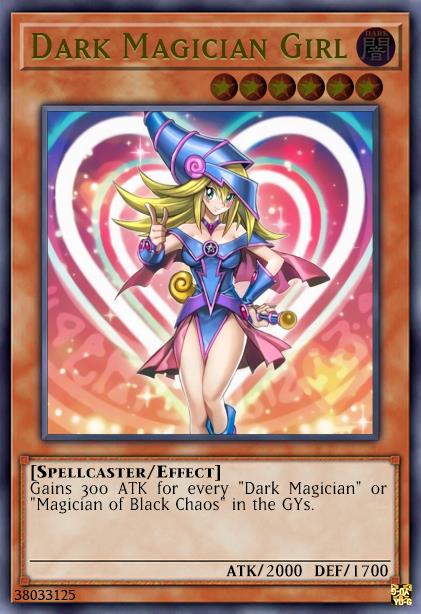 Dark Magician Girl
DARK
闇
[Spellcaster/Effect]
Gains 300 ATK for every "Dark Magician" or
"Magician of Black Chaos" in the GYs.
ATK/2000 DEF/1700
38033125